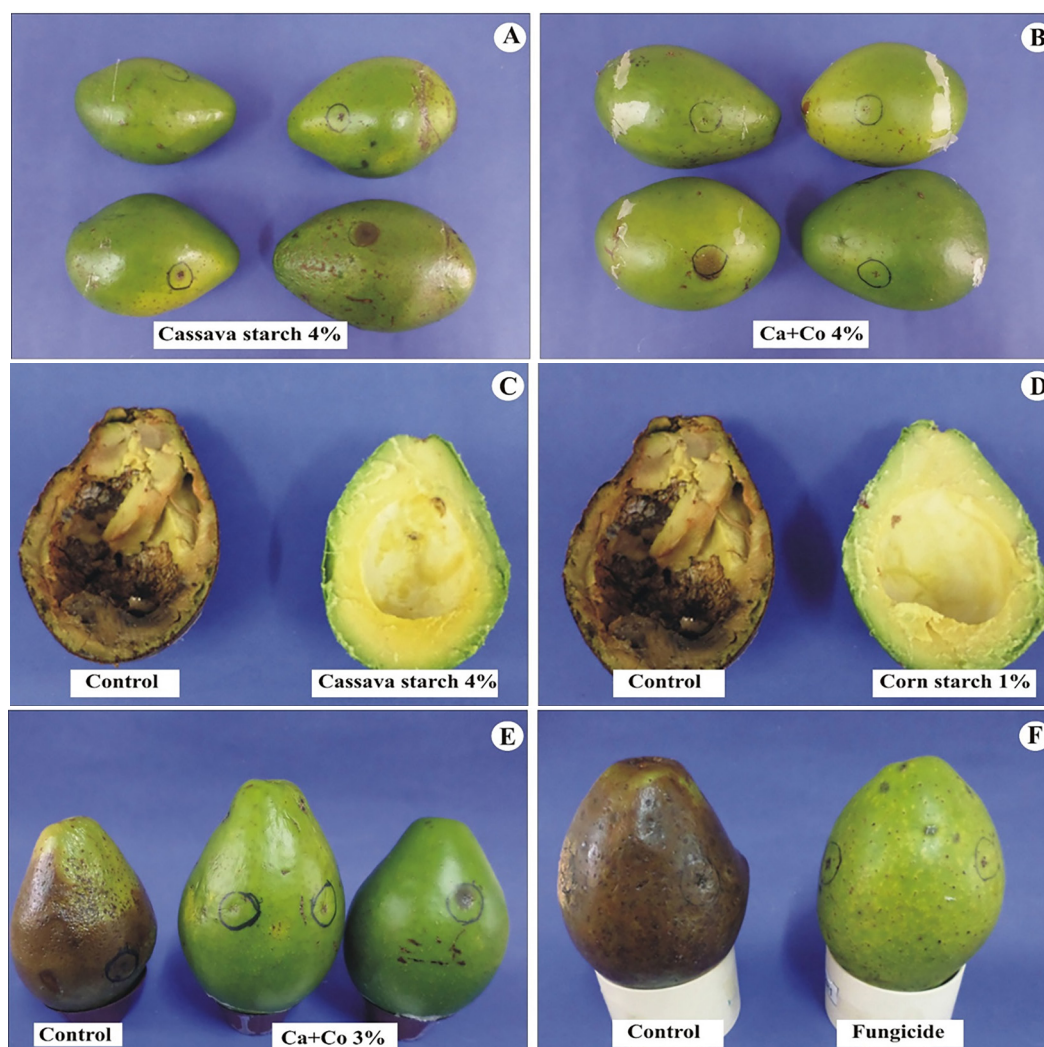 A
Cassava starch 4%
B
Ca+Co 4%
C
Control
Cassava starch 4%
D
Control
Corn starch 1%
E
Control
Ca+Co 3%
F
Control
Fungicide